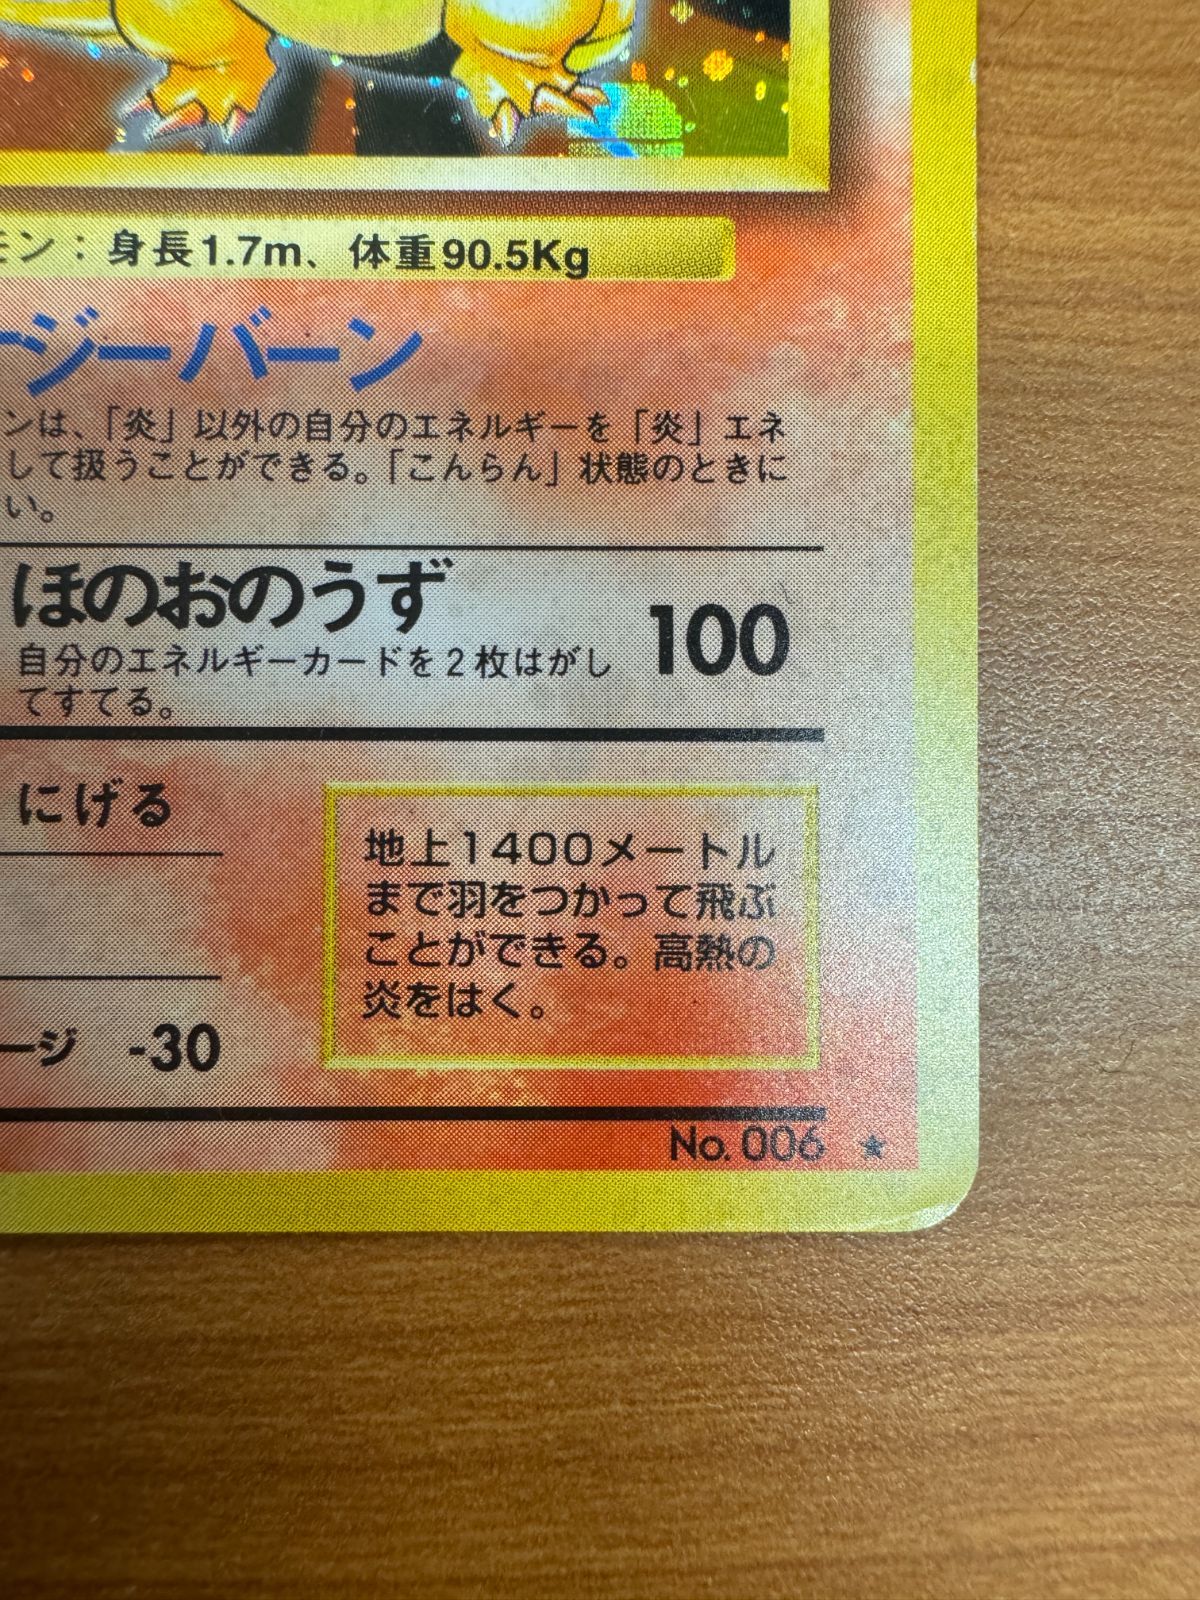 モン：身長1.7m、体重90.5Kg
ジーバーン
ンは、「炎」以外の自分のエネルギーを「炎」エネ
して扱うことができる。「こんらん」状態のときに
い。
ほのおのうず 100
自分のエネルギーカードを2枚はがし
てすてる。
にげる
地上1400メートル
まで羽をつかって飛ぶ
ことができる。高熱の
炎をはく。
ージ -30
No. 006 ★